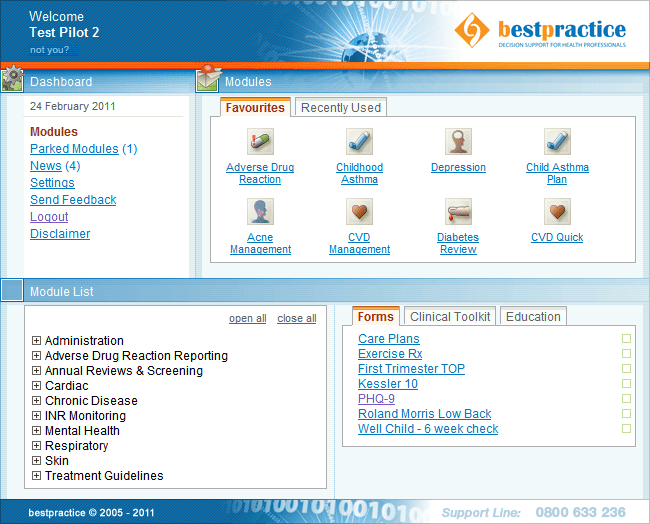 Welcome
Test Pilot 2
not you?
bestpractice
DECISION SUPPORT FOR HEALTH PROFESSIONALS
Dashboard
Modules
24 February 2011
Modules
Parked Modules (1)
News (4)
Settings
Send Feedback
Logout
Disclaimer
Favourites
Recently Used
Adverse Drug
Reaction
Childhood
Asthma
Depression
Child Asthma
Plan
Acne
Management
CVD
Management
Diabetes
Review
CVD Quick
Module List
open all
close all
Administration
Adverse Drug Reaction Reporting
Annual Reviews & Screening
Cardiac
Chronic Disease
INR Monitoring
Mental Health
Respiratory
Skin
Treatment Guidelines
Forms
Clinical Toolkit
Education
Care Plans
Exercise Rx
First Trimester TOP
Kessler 10
PHQ-9
Roland Morris Low Back
Well Child - 6 week check
bestpractice © 2005 - 2011
Support Line: 0800 633 236